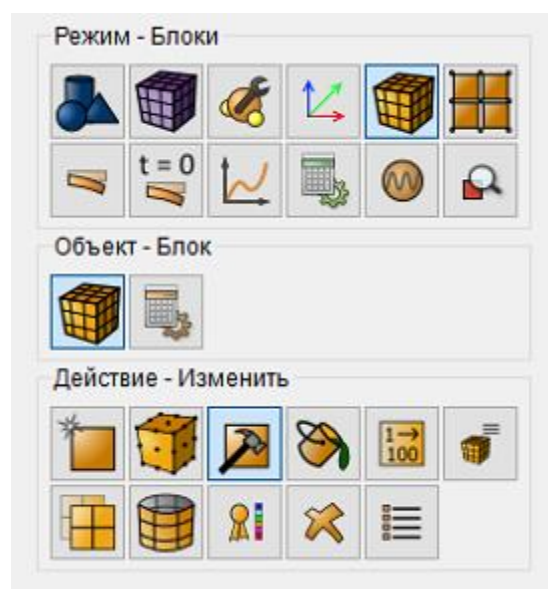 Режим - Блоки
t = 0
Объект - Блок
Действие - Изменить
1→
100